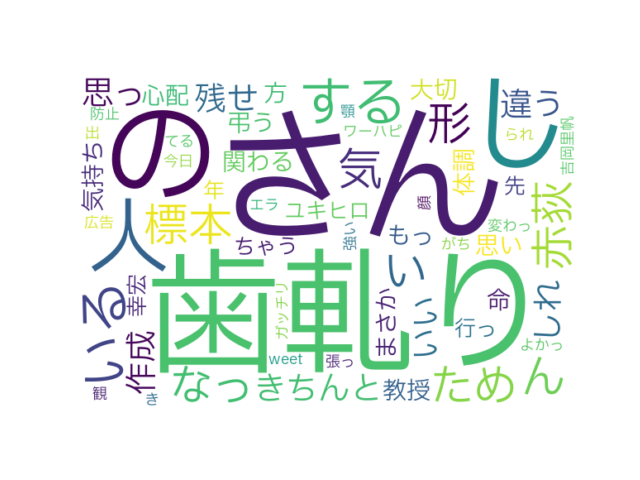 思っ
心配
残せ
方
する
大切
し
違う
防止
の
さん
弔う
顎
形
ワーハピ
出
てる
今日
関わる
気
られ
吉岡里帆
気持ち
年
体調
顔
先
赤荻
人
標本
エラ
ユキヒロ
広告
ちゃう
強い
もっ
がち
思い
変わっ
いる
幸宏
歯軋り
ガッチリ
まさか
い
いい
命
しれ
行っ
作成
よかっ
weet
張っ
観
き
なっ
きちんと
教授
ため
ん